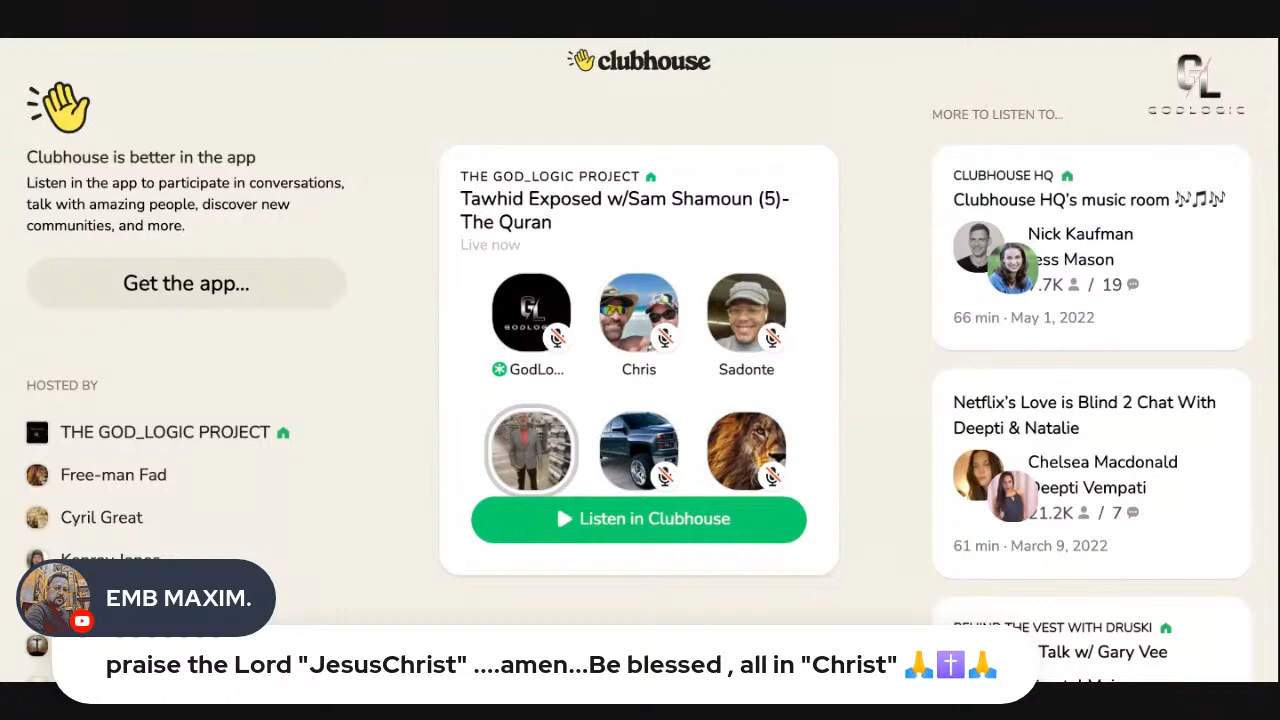 clubhouse
GL
GODLOGIC
Clubhouse is better in the app
Listen in the app to participate in conversations,
talk with amazing people, discover new
communities, and more.
Get the app...
HOSTED BY
THE GOD_LOGIC PROJECT
Free-man Fad
Cyril Great
THE GOD_LOGIC PROJECT
Tawhid Exposed w/Sam Shamoun (5)-
The Quran
Live now
GL
GodLo...
Chris
Sadonte
Listen in Clubhouse
MORE TO LISTEN TO...
CLUBHOUSE HQ
Clubhouse HQ's music room 🎶🎵🎶
Nick Kaufman
Mason
/ 19
66 min · May 1, 2022
Netflix's Love is Blind 2 Chat With
Deepti & Natalie
Chelsea Macdonald
Deepti Vempati
21.2K / 7
61 min · March 9, 2022
BEHIND THE VEST WITH DRUSKI
Talk w/ Gary Vee
EMB MAXIM.
praise the Lord "JesusChrist" ....amen...Be blessed , all in "Christ" 🙏✝️🙏